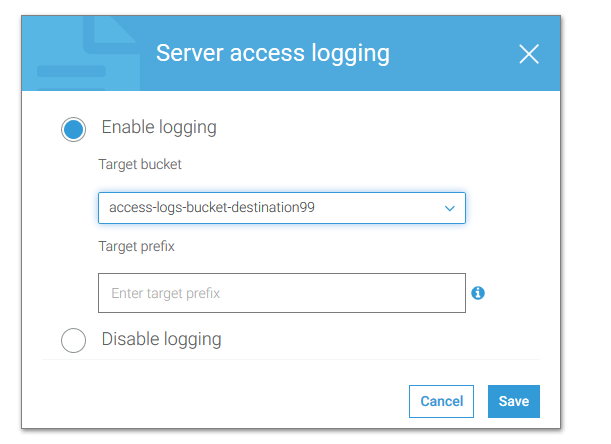 Server access logging
Enable logging
Target bucket
access-logs-bucket-destination99
Target prefix
Enter target prefix
Disable logging
Cancel Save